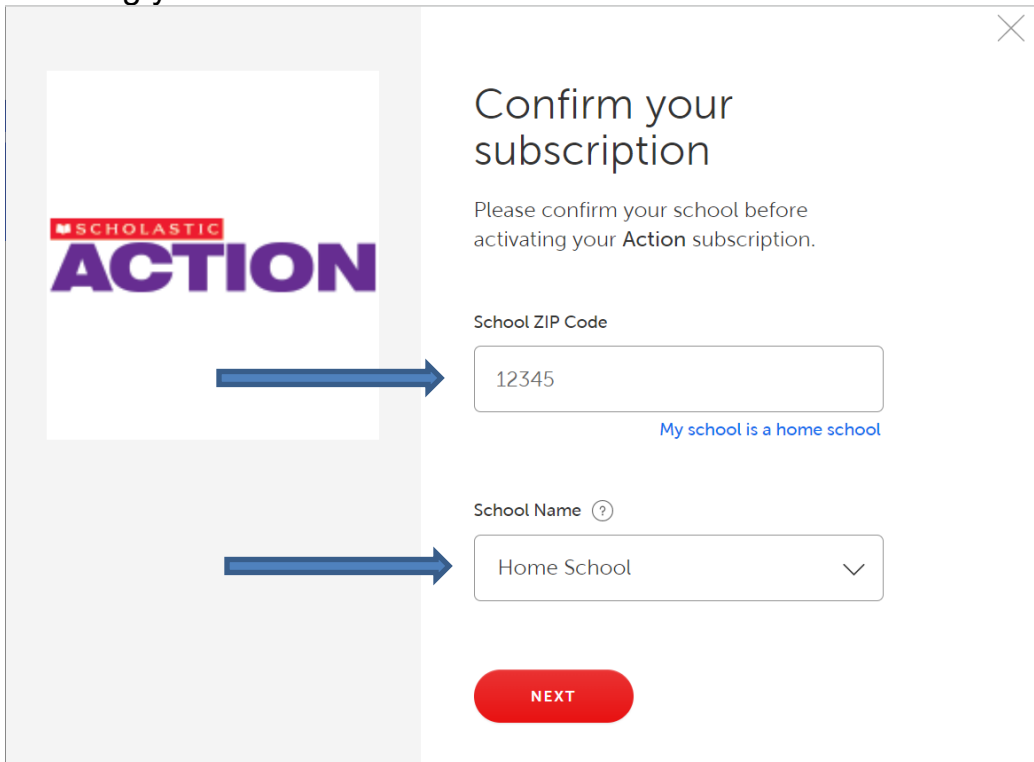 Confirm your
subscription
Please confirm your school before
activating your Action subscription.
SCHOLASTIC
ACTION
School ZIP Code
12345
My school is a home school
School Name ?
Home School
NEXT